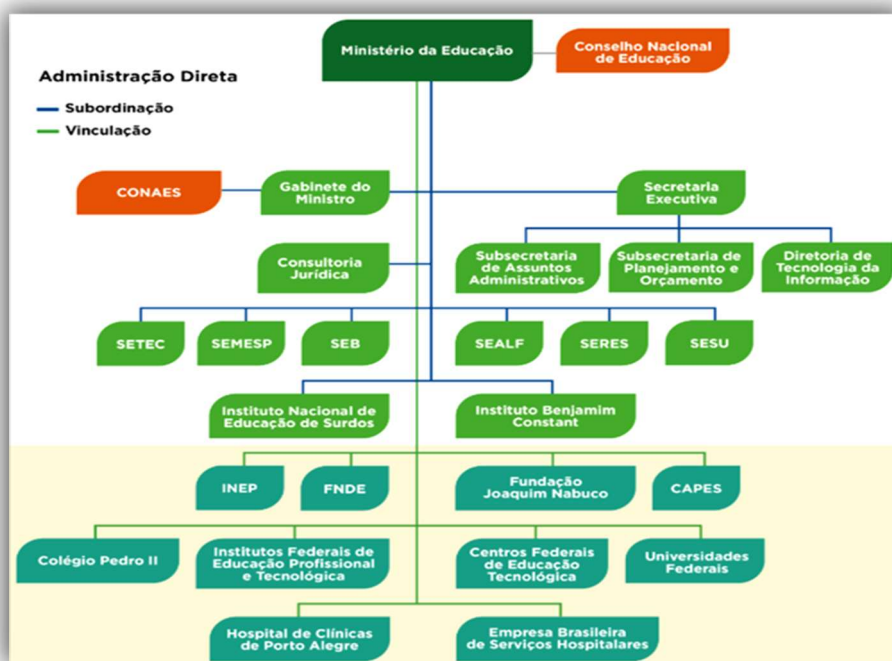 Ministério da Educação
Conselho Nacional
de Educação
Administração Direta
Subordinação
Vinculação
CONAES
Gabinete do
Ministro
Secretaria
Executiva
Consultoria
Jurídica
Subsecretaria
de Assuntos
Administrativos
Subsecretaria de
Planejamento e
Orçamento
Diretoria de
Tecnologia da
Informação
SETEC
SEMESP
SEB
SEALF
SERES
SESU
Instituto Nacional de
Educação de Surdos
Instituto Benjamim
Constant
INEP
FNDE
Fundação
Joaquim Nabuco
CAPES
Colégio Pedro II
Institutos Federais de
Educação Profissional
e Tecnológica
Centros Federais
de Educação
Tecnológica
Universidades
Federais
Hospital de Clínicas
de Porto Alegre
Empresa Brasileira
de Serviços Hospitalares